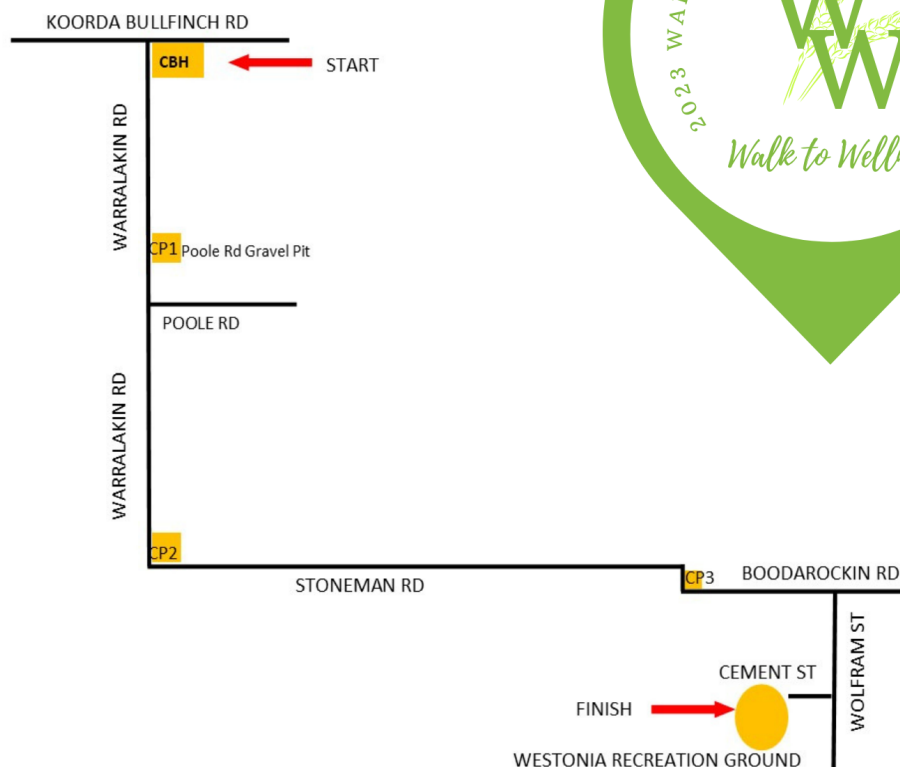 KOORDA BULLFINCH RD
CBH
START
2023
W
W
WARRALAKIN RD
CP1 Poole Rd Gravel Pit
POOLE RD
WARRALAKIN RD
CP2
STONEMAN RD
CP3
BOODAROCKIN RD
WOLFRAM ST
CEMENT ST
FINISH
WESTONIA RECREATION GROUND
Walk to